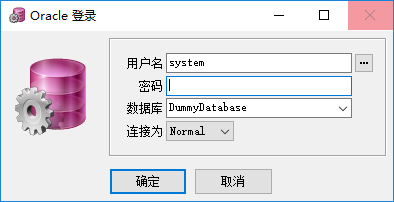 Oracle 登录
用户名 system
密码
数据库 DummyDatabase
连接为 Normal
确定 取消